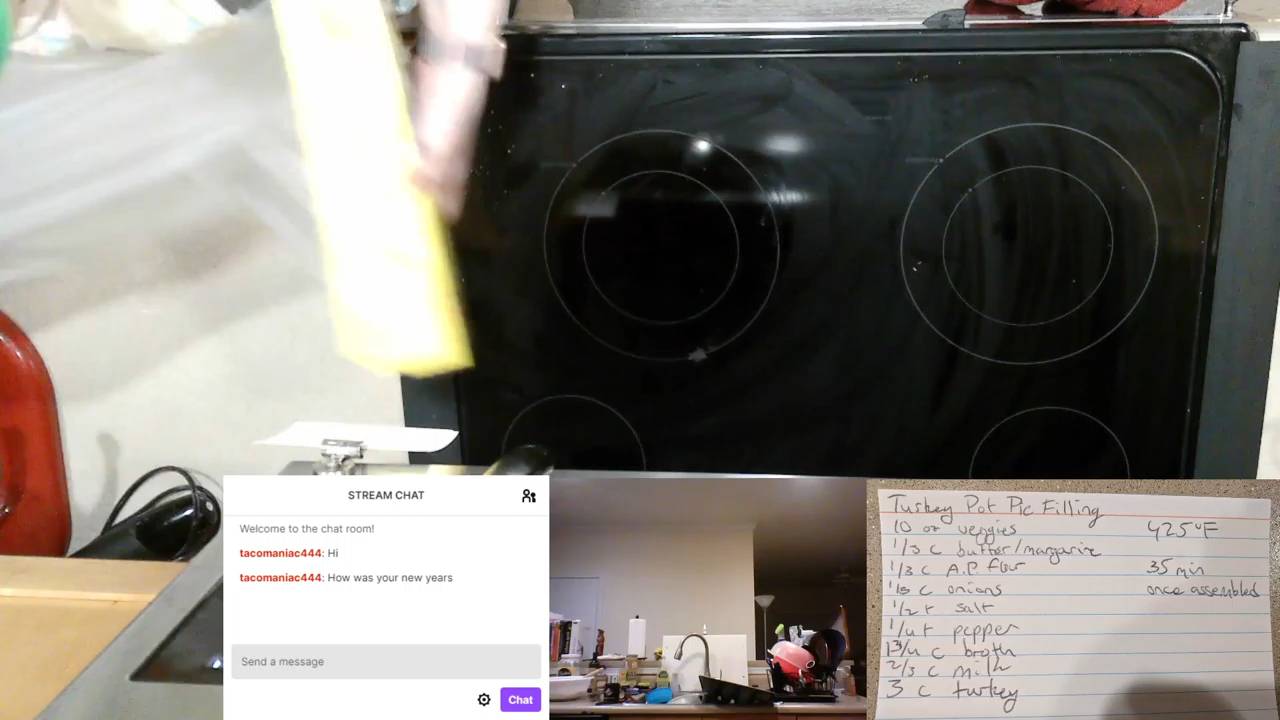 STREAM CHAT
Welcome to the chat room!
tacomaniac444: Hi
tacomaniac444: How was your new years
Send a message
Chat
Turkey Pot Pie Filling
10 oz veggies 425°F
1/3 c butter/margarine
1/3 c A.P. flour 35 min
1/3 c onions once assembled
1/2 t salt
1/4 t pepper
1 3/4 c broth
2/3 c milk
3 c turkey